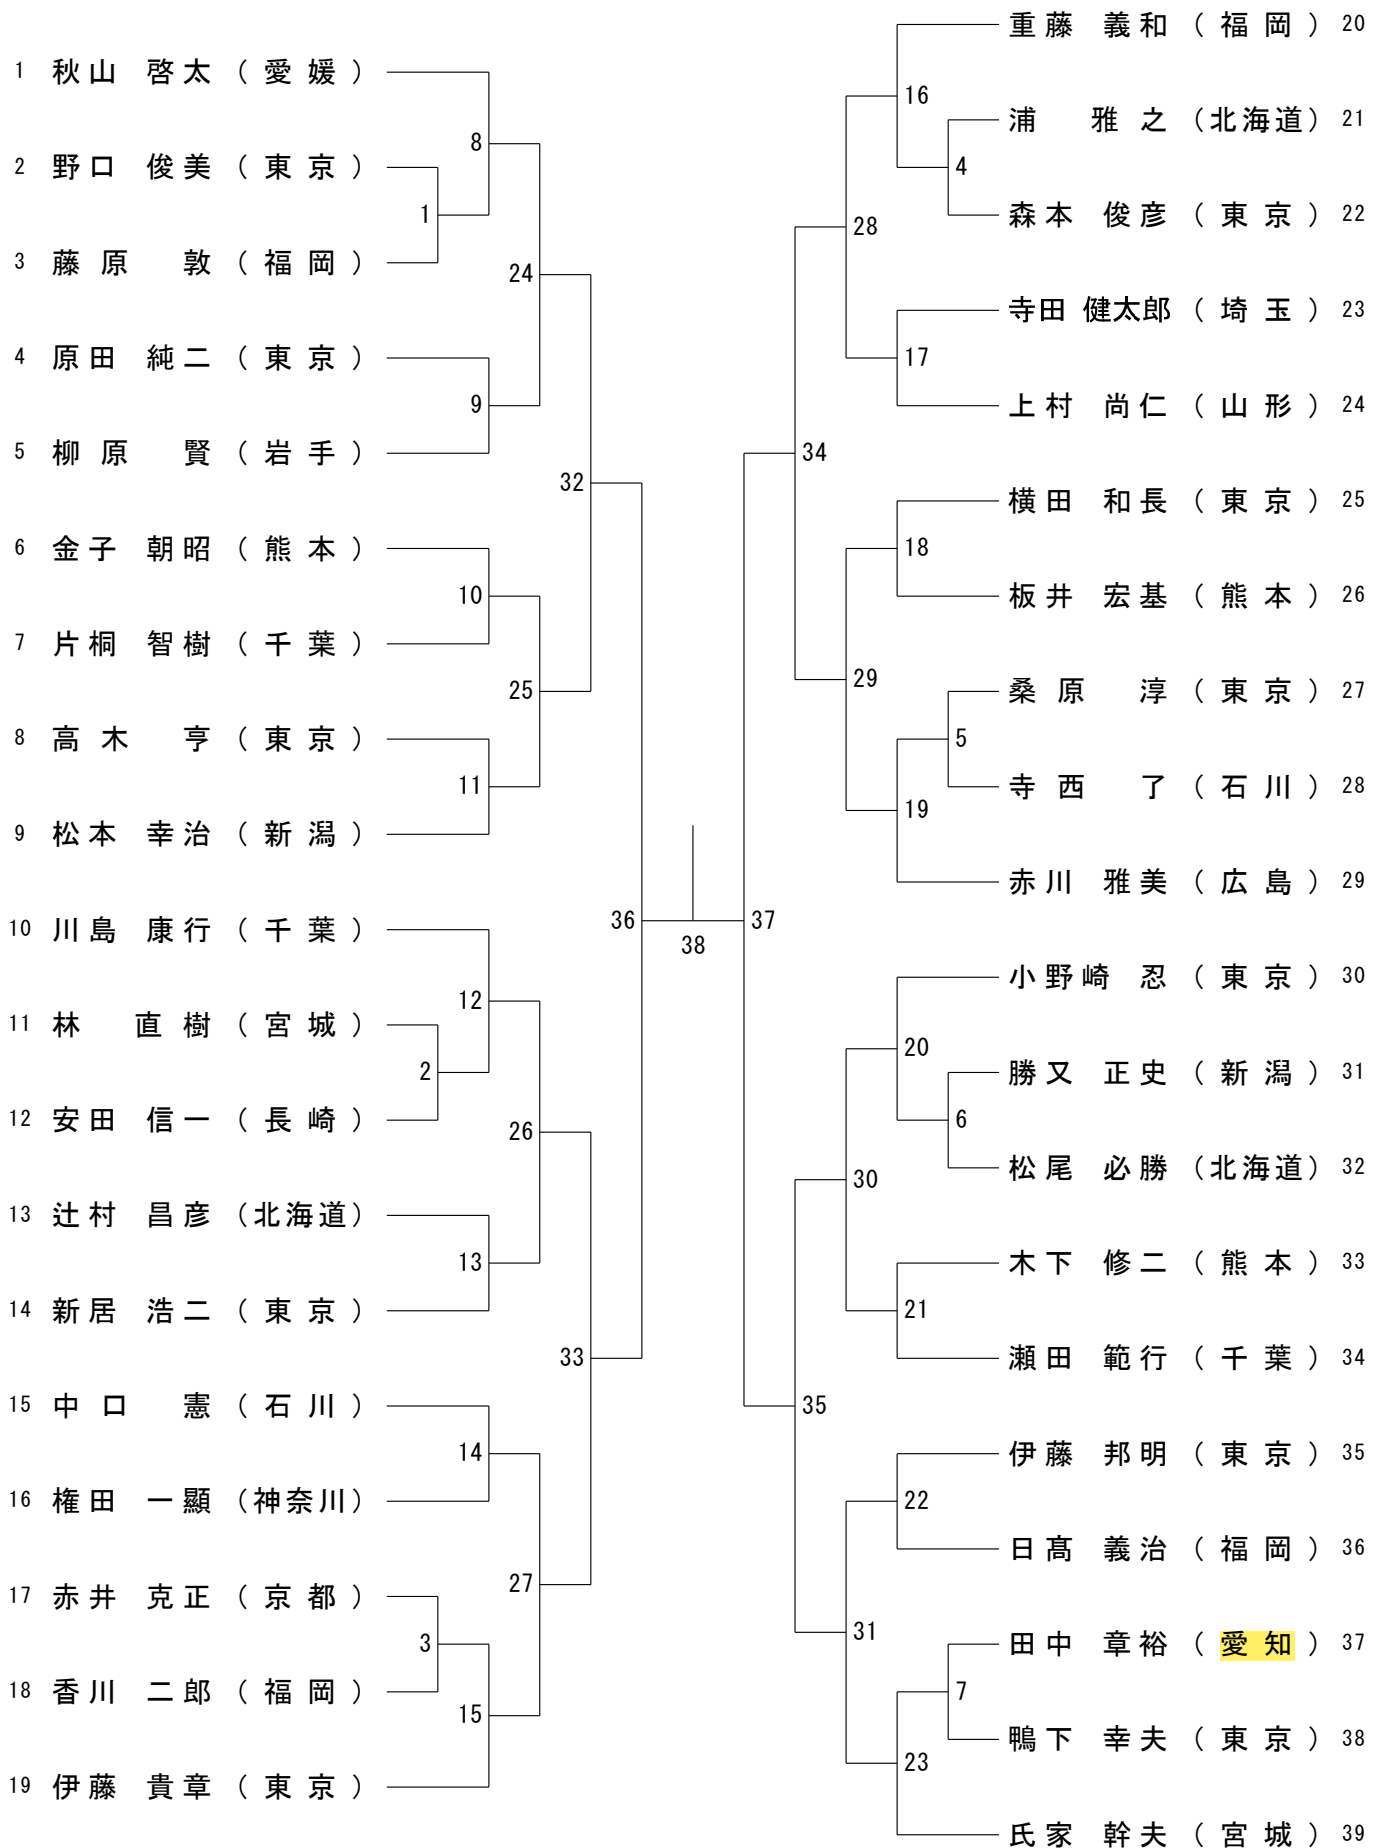 1 秋山 啓太 (愛媛)
2 野口 俊美 (東京)
3 藤原 敦 (福岡)
4 原田 純二 (東京)
5 柳原 賢 (岩手)
6 金子 朝昭 (熊本)
7 片桐 智樹 (千葉)
8 高木 亨 (東京)
9 松本 幸治 (新潟)
10 川島 康行 (千葉)
11 林 直樹 (宮城)
12 安田 信一 (長崎)
13 辻村 昌彦 (北海道)
14 新居 浩二 (東京)
15 中口 憲 (石川)
16 権田 一顯 (神奈川)
17 赤井 克正 (京都)
18 香川 二郎 (福岡)
19 伊藤 貴章 (東京)
1
2
3
8
9
10
11
12
13
14
15
24
25
26
27
32
33
36
38
37
34
35
28
29
30
31
16
17
18
19
20
21
22
23
4
5
6
7
重藤 義和 (福岡) 20
浦 雅之 (北海道) 21
森本 俊彦 (東京) 22
寺田 健太郎 (埼玉) 23
上村 尚仁 (山形) 24
横田 和長 (東京) 25
板井 宏基 (熊本) 26
桑原 淳 (東京) 27
寺西 了 (石川) 28
赤川 雅美 (広島) 29
小野崎 忍 (東京) 30
勝又 正史 (新潟) 31
松尾 必勝 (北海道) 32
木下 修二 (熊本) 33
瀬田 範行 (千葉) 34
伊藤 邦明 (東京) 35
日髙 義治 (福岡) 36
田中 章裕 (愛知) 37
鴨下 幸夫 (東京) 38
氏家 幹夫 (宮城) 39